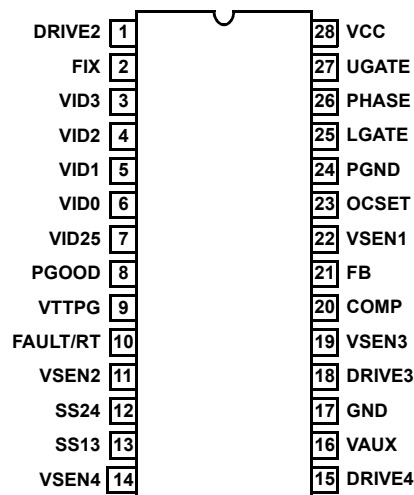 DRIVE2 1 28 VCC
FIX 2 27 UGATE
VID3 3 26 PHASE
VID2 4 25 LGATE
VID1 5 24 PGND
VID0 6 23 OCSET
VID25 7 22 VSEN1
PGOOD 8 21 FB
VTTPG 9 20 COMP
FAULT/RT 10 19 VSEN3
VSEN2 11 18 DRIVE3
SS24 12 17 GND
SS13 13 16 VAUX
VSEN4 14 15 DRIVE4